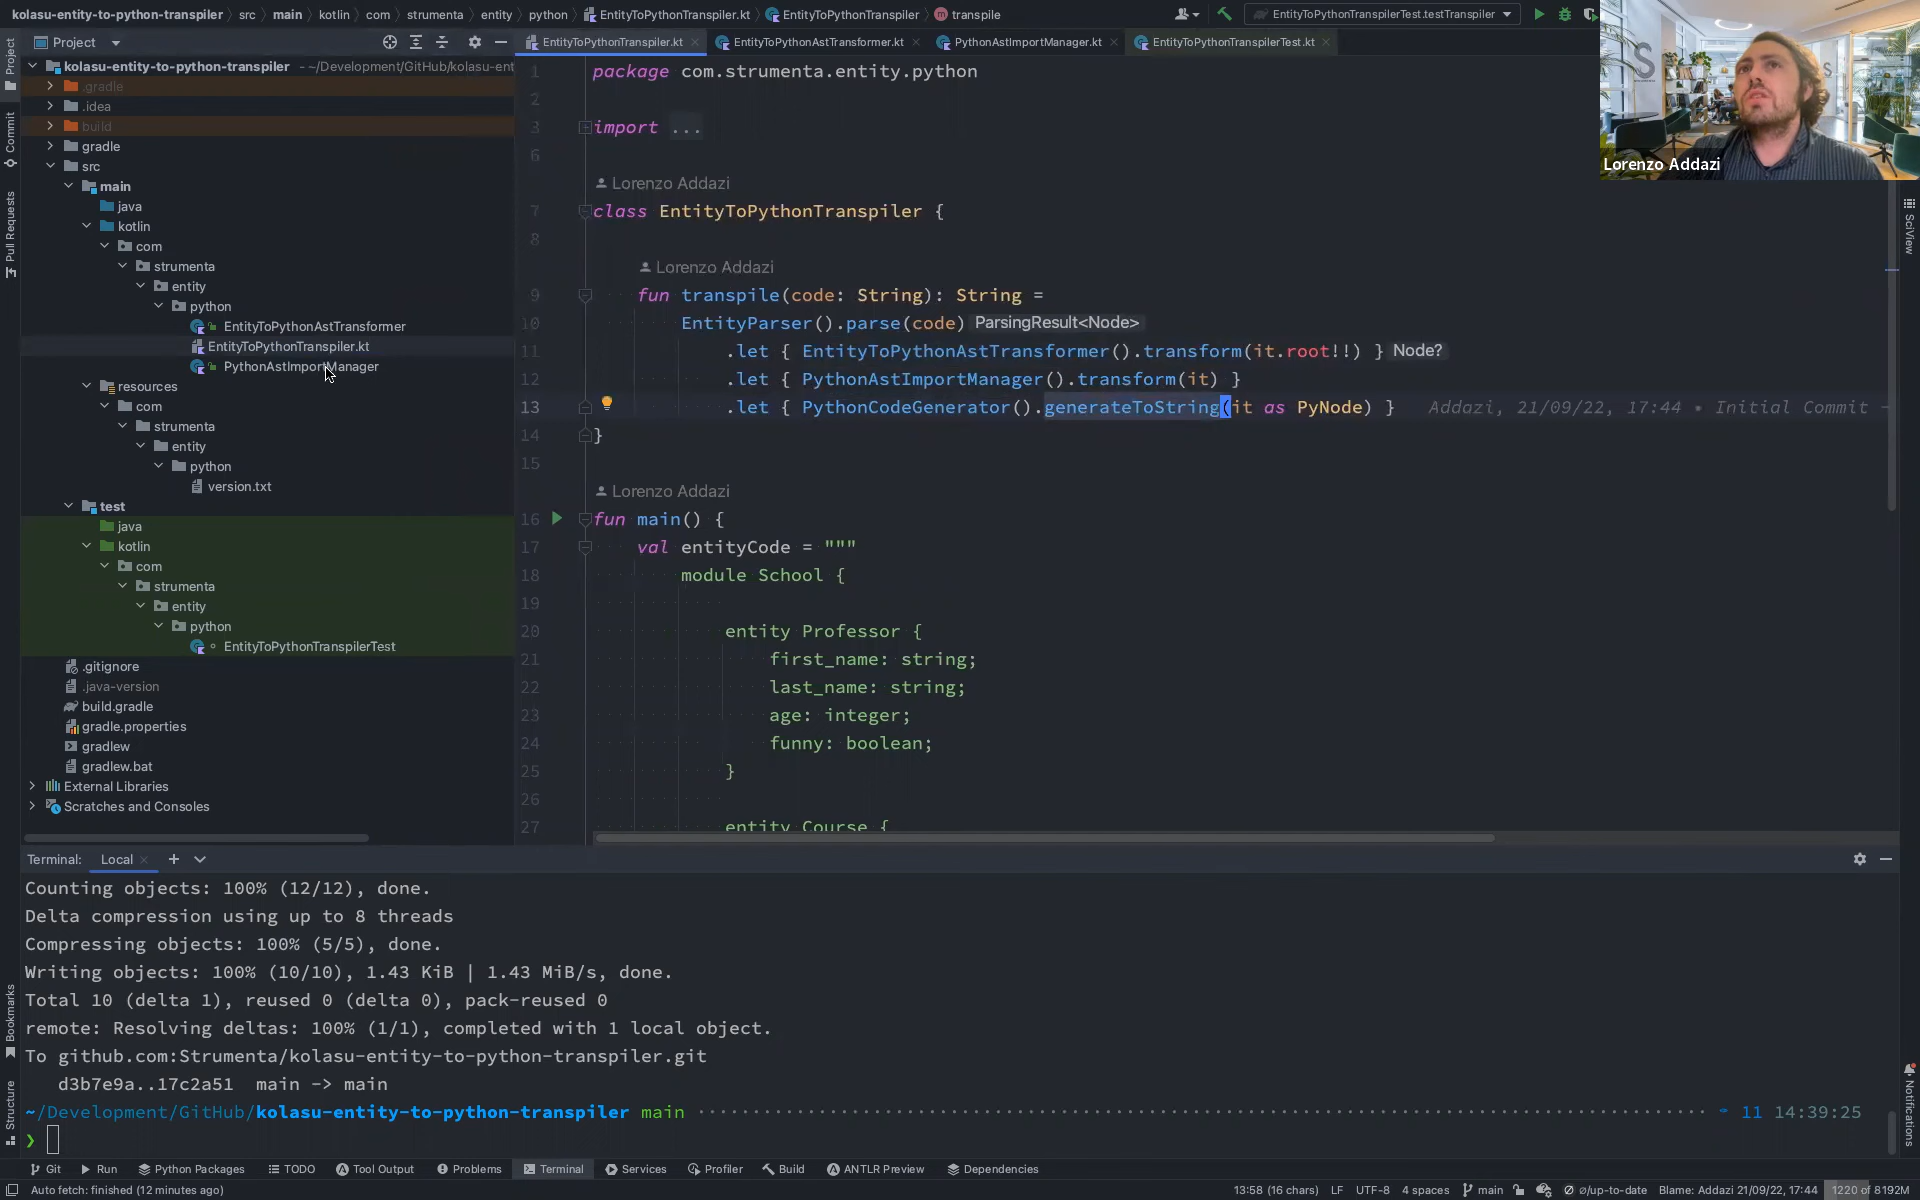 kolasu-entity-to-python-transpiler › src › main › kotlin › com › strumenta › entity › python › EntityToPythonTranspiler.kt › EntityToPythonTranspiler › transpile
EntityToPythonTranspilerTest.testTranspiler
Project
EntityToPythonTranspiler.kt
EntityToPythonAstTransformer.kt
PythonAstImportManager.kt
EntityToPythonTranspilerTest.kt
Project
Commit
Pull Requests
Bookmarks
Structure
kolasu-entity-to-python-transpiler - ~/Development/GitHub/kolasu-ent
.gradle
.idea
build
gradle
src
main
java
kotlin
com
strumenta
entity
python
EntityToPythonAstTransformer
EntityToPythonTranspiler.kt
PythonAstImportManager
resources
com
strumenta
entity
python
version.txt
test
java
kotlin
com
strumenta
entity
python
EntityToPythonTranspilerTest
.gitignore
.java-version
build.gradle
gradle.properties
gradlew
gradlew.bat
External Libraries
Scratches and Consoles
1 package com.strumenta.entity.python
2
3 import ...
6
Lorenzo Addazi
7 class EntityToPythonTranspiler {
8
Lorenzo Addazi
9 fun transpile(code: String): String =
10 EntityParser().parse(code) ParsingResult<Node>
11 .let { EntityToPythonAstTransformer().transform(it.root!!) } Node?
12 .let { PythonAstImportManager().transform(it) }
13 .let { PythonCodeGenerator().generateToString(it as PyNode) } Addazi, 21/09/22, 17:44 • Initial Commit -
14 }
15
Lorenzo Addazi
16 fun main() {
17 val entityCode = """
18 module School {
19
20 entity Professor {
21 first_name: string;
22 last_name: string;
23 age: integer;
24 funny: boolean;
25 }
26
27 entity Course {
Lorenzo Addazi
SciView
Notifications
Terminal: Local
Counting objects: 100% (12/12), done.
Delta compression using up to 8 threads
Compressing objects: 100% (5/5), done.
Writing objects: 100% (10/10), 1.43 KiB | 1.43 MiB/s, done.
Total 10 (delta 1), reused 0 (delta 0), pack-reused 0
remote: Resolving deltas: 100% (1/1), completed with 1 local object.
To github.com:Strumenta/kolasu-entity-to-python-transpiler.git
d3b7e9a..17c2a51 main -> main
~/Development/GitHub/kolasu-entity-to-python-transpiler main 11 14:39:25
❯
Git Run Python Packages TODO Tool Output Problems Terminal Services Profiler Build ANTLR Preview Dependencies
Auto fetch: finished (12 minutes ago) 13:58 (16 chars) LF UTF-8 4 spaces main ∅/up-to-date Blame: Addazi 21/09/22, 17:44 1220 of 8192M